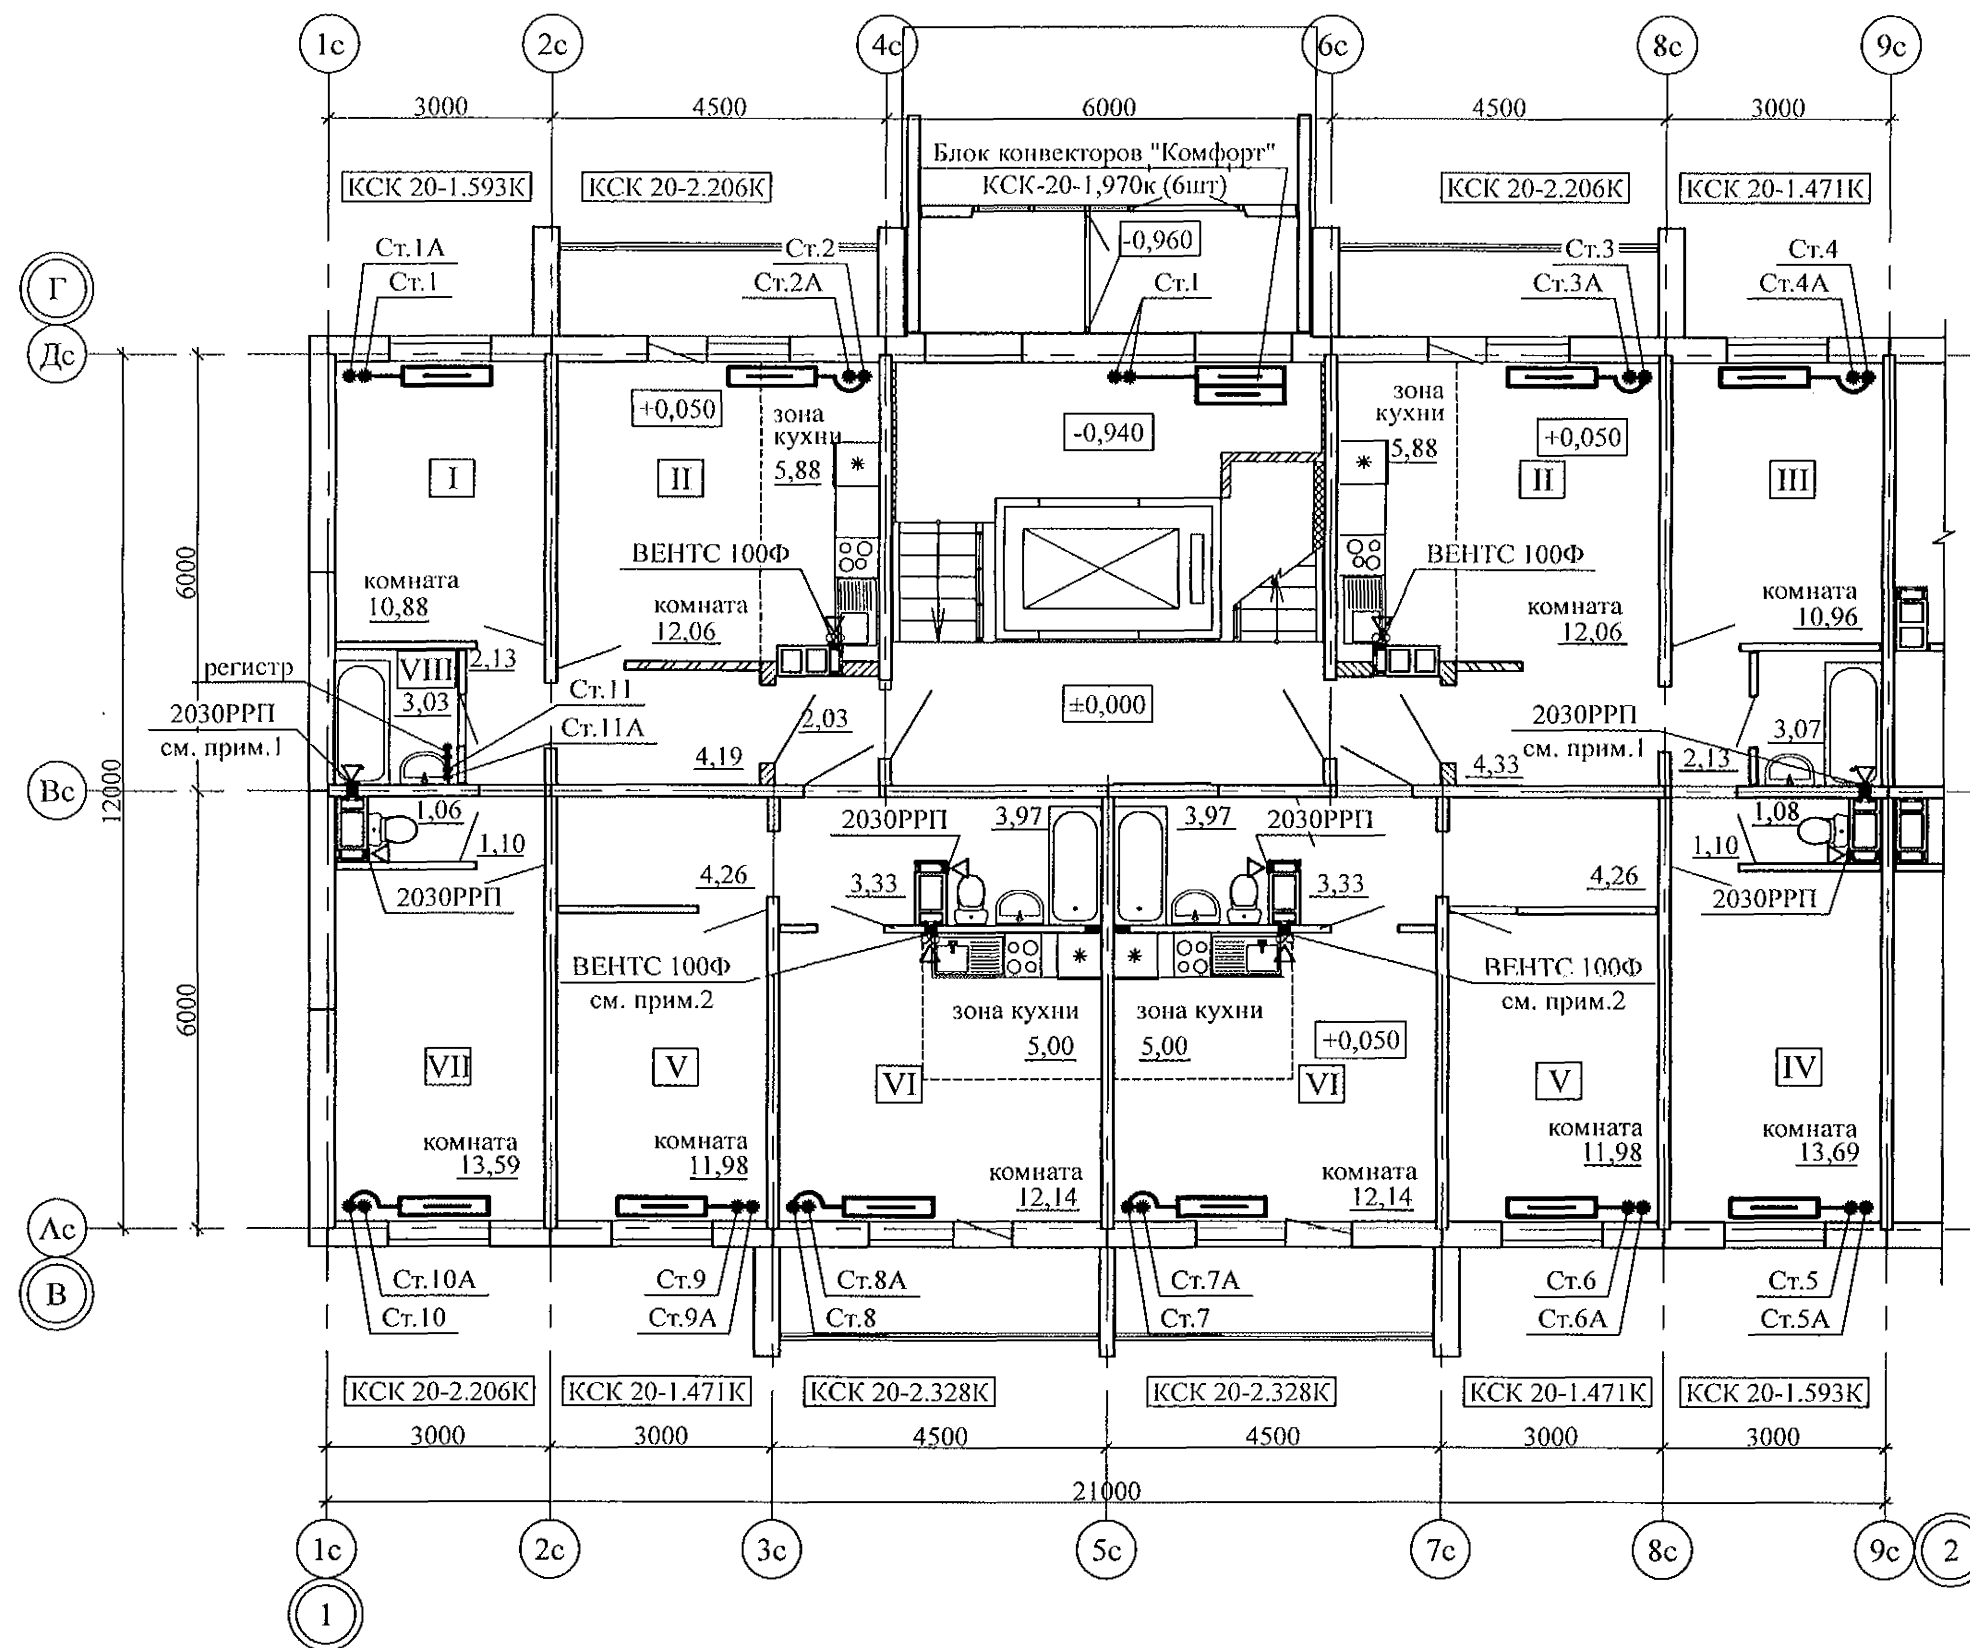 1с 2с 4с 6с 8с 9с
3000 4500 6000 4500 3000
Блок конвекторов "Комфорт"
КСК-20-1,970к (6шт)
КСК 20-1.593К КСК 20-2.206К КСК 20-2.206К КСК 20-1.471К
-0,960
Ст.1А Ст.2 Ст.3 Ст.4
Ст.1 Ст.2А Ст.1 Ст.3А Ст.4А
Г
Дс
+0,050 зона
кухни
5,88
-0,940
зона
кухни
5,88
+0,050
I II II III
ВЕНТС 100Ф ВЕНТС 100Ф
6000
комната
10,88
комната
12,06
комната
12,06
комната
10,96
регистр VIII 2,13
3,03
Ст.11
Ст.11А
2030РРП
см. прим.1
2,03
±0,000
2030РРП
см. прим.1
3,07
4,19 4,33 2,13
Вс
12000
1,06 2030РРП 3,97 3,97 2030РРП 1,08
1,10 4,26 3,33 3,33 4,26 1,10
2030РРП 2030РРП
ВЕНТС 100Ф
см. прим.2
ВЕНТС 100Ф
см. прим.2
6000
зона кухни
5,00
зона кухни
5,00
+0,050
VII V VI VI V IV
комната
13,59
комната
11,98
комната
12,14
комната
12,14
комната
11,98
комната
13,69
Ас
В
Ст.10А Ст.9 Ст.8А Ст.7А Ст.6 Ст.5
Ст.10 Ст.9А Ст.8 Ст.7 Ст.6А Ст.5А
КСК 20-2.206К КСК 20-1.471К КСК 20-2.328К КСК 20-2.328К КСК 20-1.471К КСК 20-1.593К
3000 3000 4500 4500 3000 3000
21000
1с 2с 3с 5с 7с 8с 9с 2
1